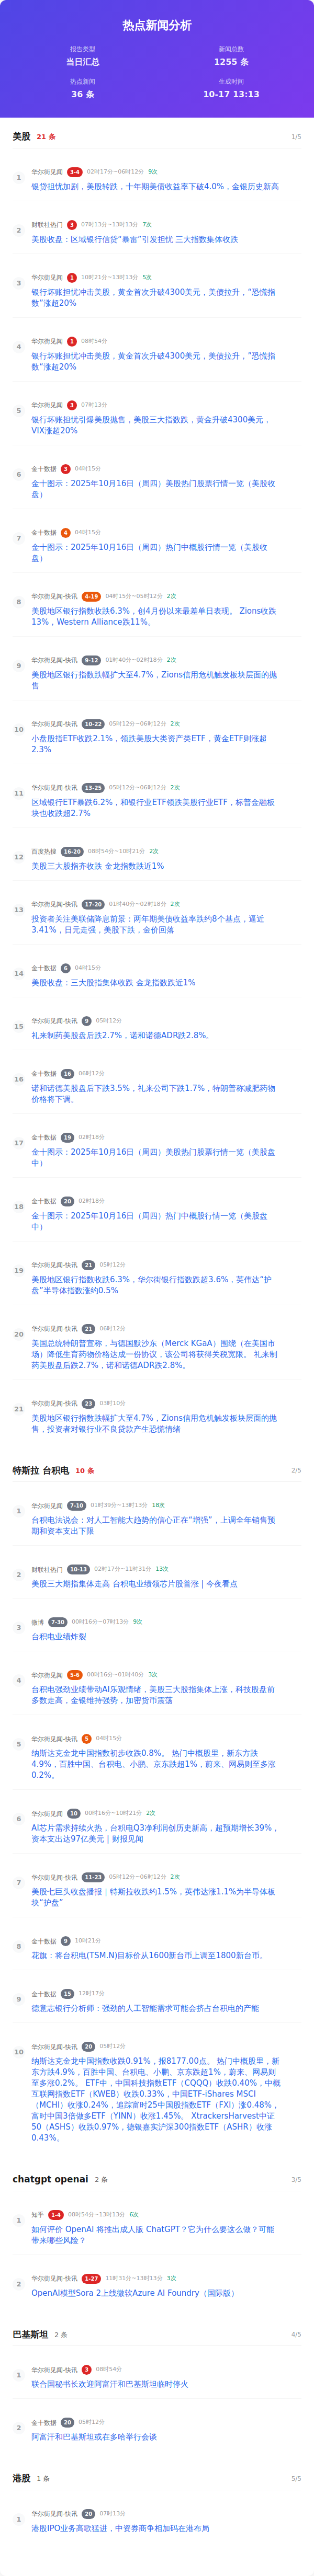 热点新闻分析
报告类型
新闻总数
当日汇总
1255 条
热点新闻
生成时间
36 条
10-17 13:13
美股 21 条 1/5
1
华尔街见闻 3-4 02时17分~06时12分 9次
银贷担忧加剧，美股转跌，十年期美债收益率下破4.0%，金银历史新高
2
财联社热门 3 07时13分~13时13分 7次
美股收盘：区域银行信贷“暴雷”引发担忧 三大指数集体收跌
3
华尔街见闻 1 10时21分~13时13分 5次
银行坏账担忧冲击美股，黄金首次升破4300美元，美债拉升，“恐慌指
数”涨超20%
4
华尔街见闻 1 08时54分
银行坏账担忧冲击美股，黄金首次升破4300美元，美债拉升，“恐慌指
数”涨超20%
5
华尔街见闻 3 07时13分
银行坏账担忧引爆美股抛售，美股三大指数跌，黄金升破4300美元，
VIX涨超20%
6
金十数据 3 04时15分
金十图示：2025年10月16日（周四）美股热门股票行情一览（美股收
盘）
7
金十数据 4 04时15分
金十图示：2025年10月16日（周四）热门中概股行情一览（美股收
盘）
8
华尔街见闻-快讯 4-19 04时15分~05时12分 2次
美股地区银行指数收跌6.3%，创4月份以来最差单日表现。 Zions收跌
13%，Western Alliance跌11%。
9
华尔街见闻-快讯 9-12 01时40分~02时18分 2次
美股地区银行指数跌幅扩大至4.7%，Zions信用危机触发板块层面的抛
售
10
华尔街见闻-快讯 10-22 05时12分~06时12分 2次
小盘股指ETF收跌2.1%，领跌美股大类资产类ETF，黄金ETF则涨超
2.3%
11
华尔街见闻-快讯 13-25 05时12分~06时12分 2次
区域银行ETF暴跌6.2%，和银行业ETF领跌美股行业ETF，标普金融板
块也收跌超2.7%
12
百度热搜 16-20 08时54分~10时21分 2次
美股三大股指齐收跌 金龙指数跌近1%
13
华尔街见闻-快讯 17-20 01时40分~02时18分 2次
投资者关注美联储降息前景：两年期美债收益率跌约8个基点，逼近
3.41%，日元走强，美股下跌，金价回落
14
金十数据 6 04时15分
美股收盘：三大股指集体收跌 金龙指数跌近1%
15
华尔街见闻-快讯 9 05时12分
礼来制药美股盘后跌2.7%，诺和诺德ADR跌2.8%。
16
金十数据 16 06时12分
诺和诺德美股盘后下跌3.5%，礼来公司下跌1.7%，特朗普称减肥药物
价格将下调。
17
金十数据 19 02时18分
金十图示：2025年10月16日（周四）美股热门股票行情一览（美股盘
中）
18
金十数据 20 02时18分
金十图示：2025年10月16日（周四）热门中概股行情一览（美股盘
中）
19
华尔街见闻-快讯 21 05时12分
美股地区银行指数收跌6.3%，华尔街银行指数跌超3.6%，英伟达“护
盘”半导体指数涨约0.5%
20
华尔街见闻-快讯 21 06时12分
美国总统特朗普宣称，与德国默沙东（Merck KGaA）围绕（在美国市
场）降低生育药物价格达成一份协议，该公司将获得关税宽限。 礼来制
药美股盘后跌2.7%，诺和诺德ADR跌2.8%。
21
华尔街见闻-快讯 23 03时10分
美股地区银行指数跌幅扩大至4.7%，Zions信用危机触发板块层面的抛
售，投资者对银行业不良贷款产生恐慌情绪
特斯拉 台积电 10 条 2/5
1
华尔街见闻 7-10 01时39分~13时13分 18次
台积电法说会：对人工智能大趋势的信心正在“增强”，上调全年销售预
期和资本支出下限
2
财联社热门 10-13 02时17分~11时31分 13次
美股三大期指集体走高 台积电业绩领芯片股普涨 | 今夜看点
3
微博 7-30 00时16分~07时13分 9次
台积电业绩炸裂
4
华尔街见闻 5-6 00时16分~01时40分 3次
台积电强劲业绩带动AI乐观情绪，美股三大股指集体上涨，科技股盘前
多数走高，金银维持强势，加密货币震荡
5
华尔街见闻-快讯 5 04时15分
纳斯达克金龙中国指数初步收跌0.8%。 热门中概股里，新东方跌
4.9%，百胜中国、台积电、小鹏、京东跌超1%，蔚来、网易则至多涨
0.2%。
6
华尔街见闻 10 00时16分~10时21分 2次
AI芯片需求持续火热，台积电Q3净利润创历史新高，超预期增长39%，
资本支出达97亿美元 | 财报见闻
7
华尔街见闻-快讯 11-23 05时12分~06时12分 2次
美股七巨头收盘播报｜特斯拉收跌约1.5%，英伟达涨1.1%为半导体板
块“护盘”
8
金十数据 9 10时21分
花旗：将台积电(TSM.N)目标价从1600新台币上调至1800新台币。
9
金十数据 15 12时17分
德意志银行分析师：强劲的人工智能需求可能会挤占台积电的产能
10
华尔街见闻-快讯 20 05时12分
纳斯达克金龙中国指数收跌0.91%，报8177.00点。 热门中概股里，新
东方跌4.9%，百胜中国、台积电、小鹏、京东跌超1%，蔚来、网易则
至多涨0.2%。 ETF中，中国科技指数ETF（CQQQ）收跌0.40%，中概
互联网指数ETF（KWEB）收跌0.33%，中国ETF-iShares MSCI
（MCHI）收涨0.24%，追踪富时25中国股指数ETF（FXI）涨0.48%，
富时中国3倍做多ETF（YINN）收涨1.45%。 XtrackersHarvest中证
50（ASHS）收跌0.97%，德银嘉实沪深300指数ETF（ASHR）收涨
0.43%。
chatgpt openai 2 条 3/5
1
知乎 1-4 08时54分~13时13分 6次
如何评价 OpenAI 将推出成人版 ChatGPT？它为什么要这么做？可能
带来哪些风险？
2
华尔街见闻-快讯 1-27 11时31分~13时13分 3次
OpenAI模型Sora 2上线微软Azure AI Foundry（国际版）
巴基斯坦 2 条 4/5
1
华尔街见闻-快讯 3 08时54分
联合国秘书长欢迎阿富汗和巴基斯坦临时停火
2
金十数据 20 05时12分
阿富汗和巴基斯坦或在多哈举行会谈
港股 1 条 5/5
1
华尔街见闻-快讯 20 07时13分
港股IPO业务高歌猛进，中资券商争相加码在港布局